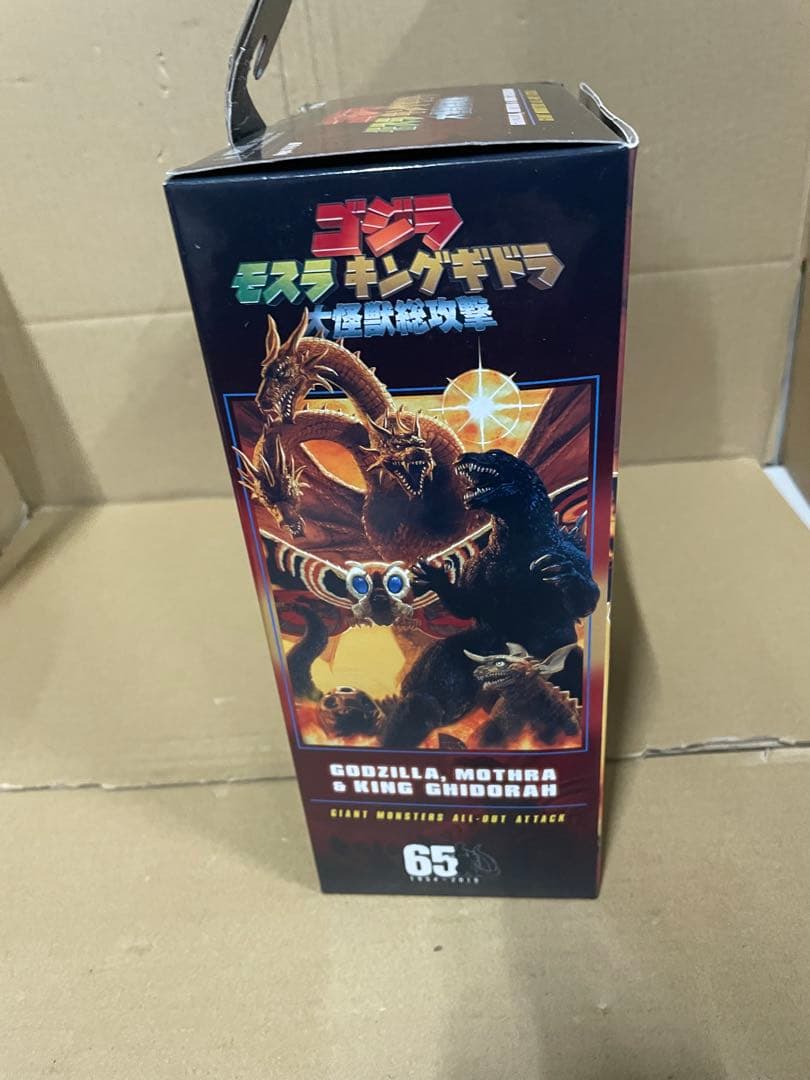 ゴジラ
モスラ キングギドラ
大怪獣総攻撃
GODZILLA, MOTHRA
& KING GHIDORAH
GIANT MONSTERS ALL-OUT ATTACK
65
1954-2019